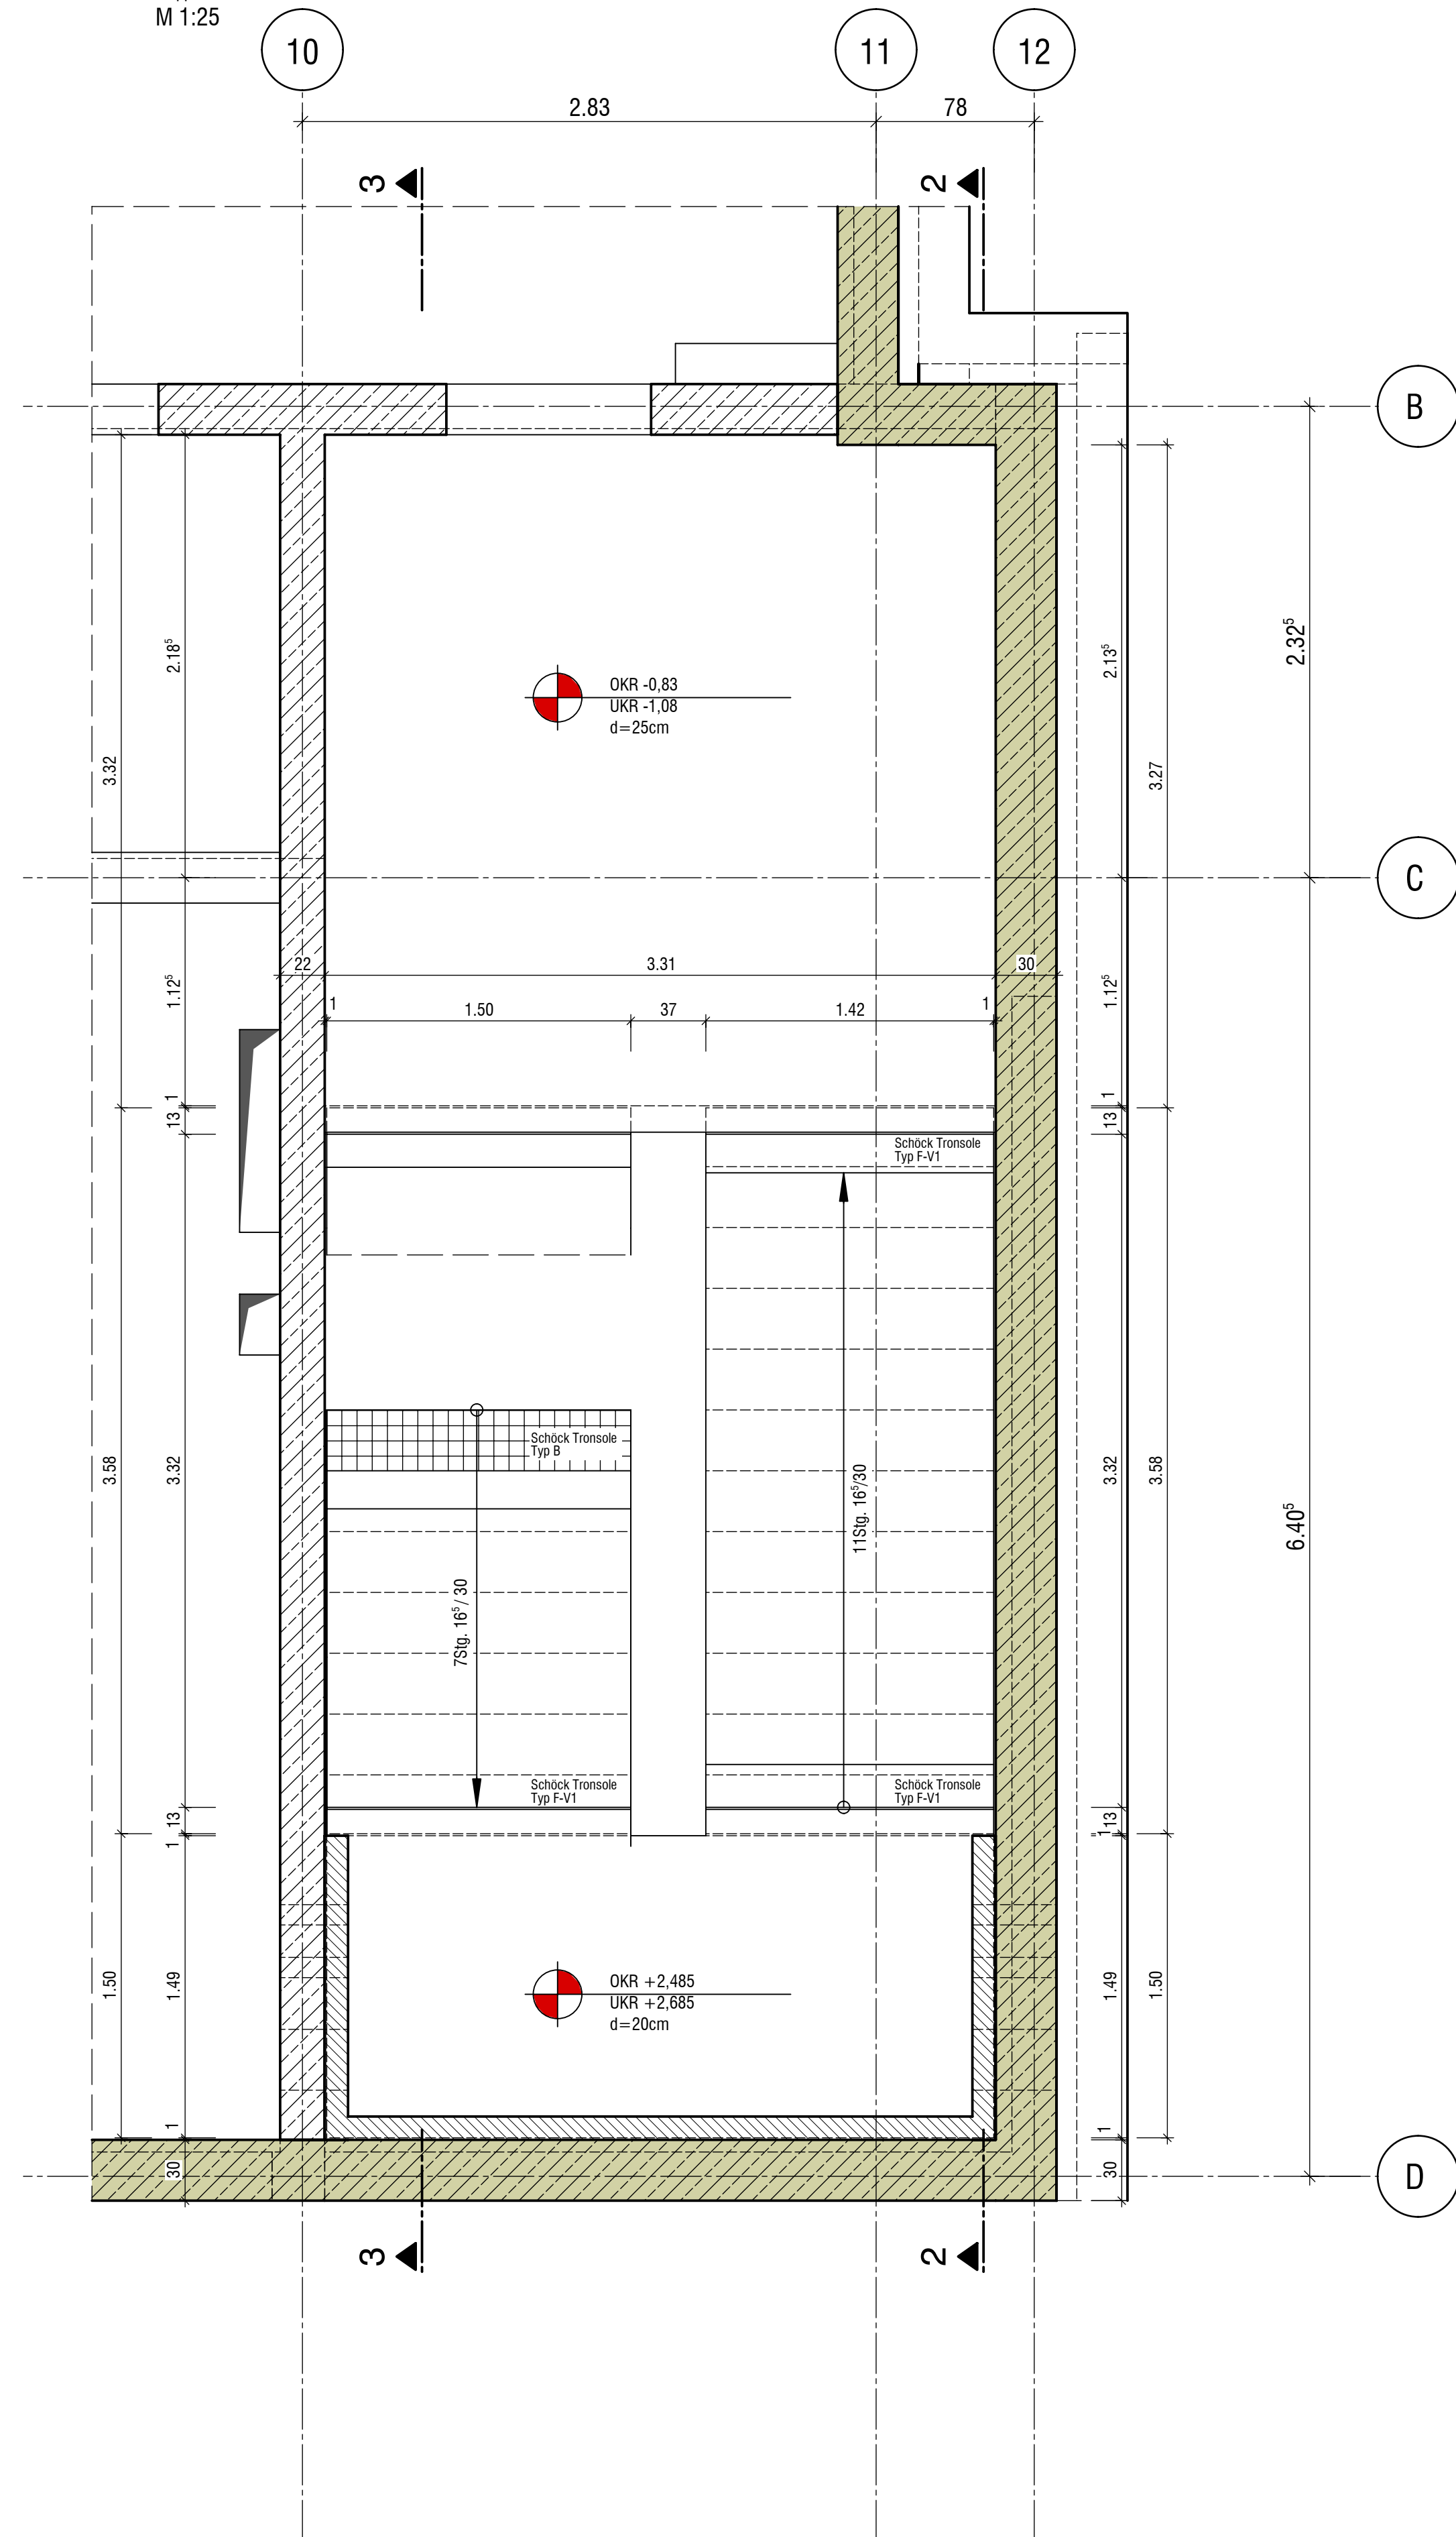 M 1:25
10
11
12
2.83
78
3
2
B
2.18⁵
2.13⁵
2.32⁵
OKR -0,83
UKR -1,08
d=25cm
3.32
3.27
C
22
3.31
30
1.12⁵
1.12⁵
1
1.50
37
1.42
1
1
13
1
13
Schöck Tronsole
Typ F-V1
Schöck Tronsole
Typ B
3.58
3.32
3.32
3.58
11Stg. 16⁵/30
6.40⁵
7Stg. 16⁵/ 30
Schöck Tronsole
Typ F-V1
Schöck Tronsole
Typ F-V1
13
1
13
1
OKR +2,485
UKR +2,685
d=20cm
1.50
1.49
1.49
1.50
1
1
30
30
D
3
2